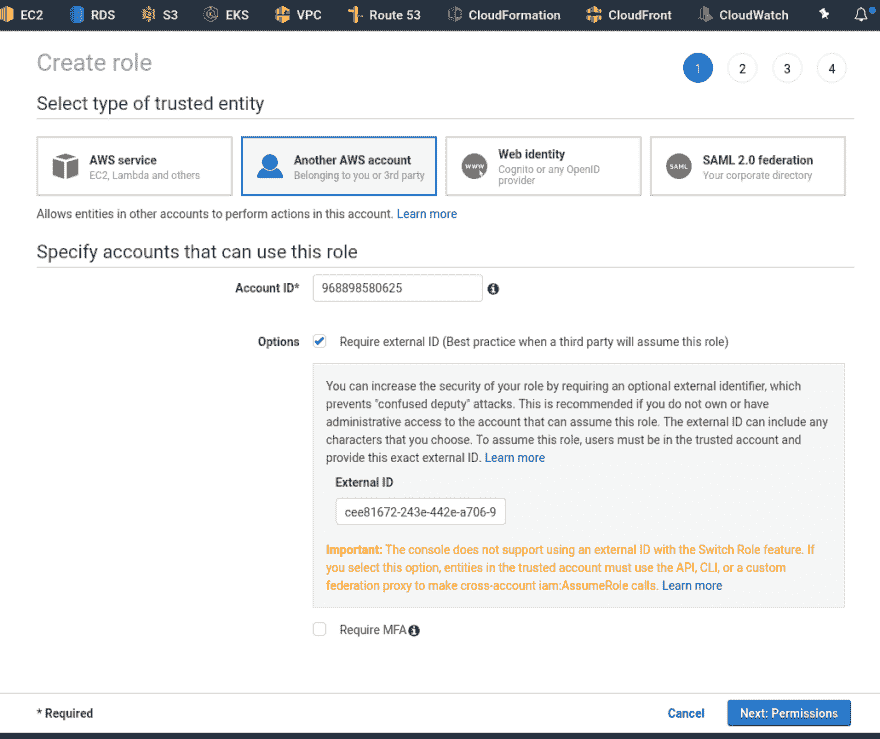 EC2 RDS S3 EKS VPC Route 53 CloudFormation CloudFront CloudWatch
Create role
1 2 3 4
Select type of trusted entity
AWS service
EC2, Lambda and others
Another AWS account
Belonging to you or 3rd party
WWW
Web identity
Cognito or any OpenID
provider
SAML
SAML 2.0 federation
Your corporate directory
Allows entities in other accounts to perform actions in this account. Learn more
Specify accounts that can use this role
Account ID* 968898580625
Options Require external ID (Best practice when a third party will assume this role)
You can increase the security of your role by requiring an optional external identifier, which
prevents "confused deputy" attacks. This is recommended if you do not own or have
administrative access to the account that can assume this role. The external ID can include any
characters that you choose. To assume this role, users must be in the trusted account and
provide this exact external ID. Learn more
External ID
cee81672-243e-442e-a706-9
Important: The console does not support using an external ID with the Switch Role feature. If
you select this option, entities in the trusted account must use the API, CLI, or a custom
federation proxy to make cross-account iam:AssumeRole calls. Learn more
Require MFA
* Required Cancel Next: Permissions